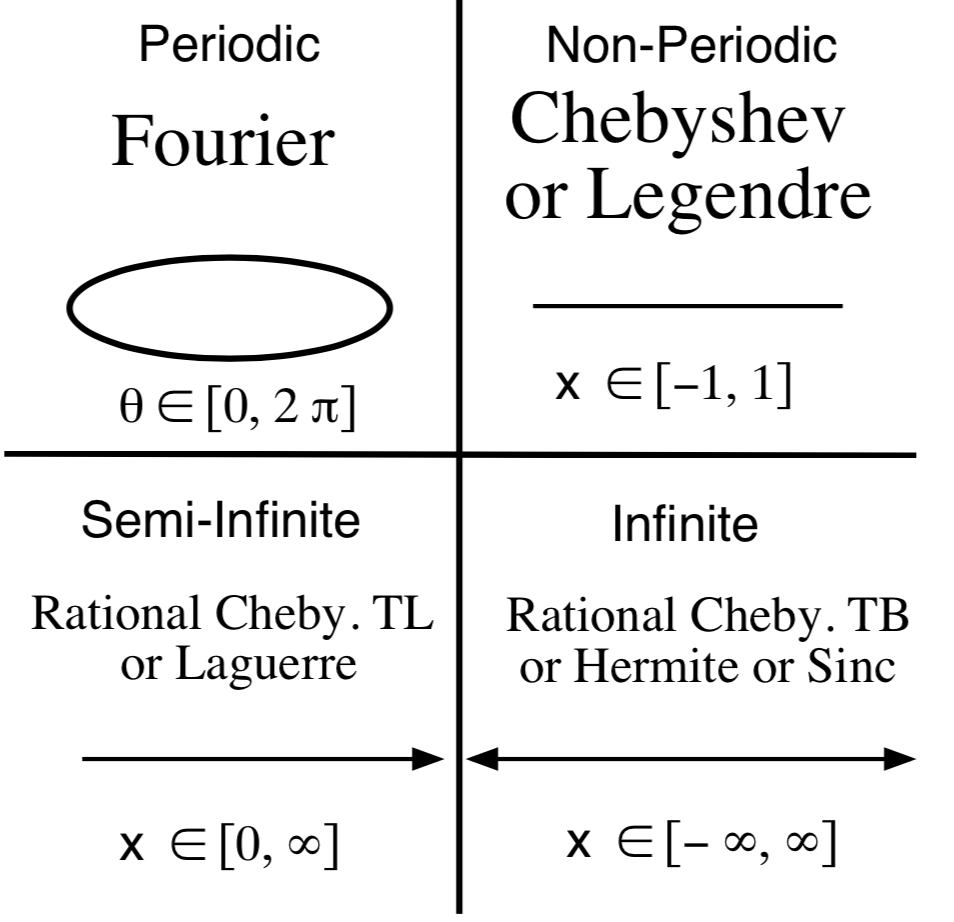 Periodic
Fourier
θ ∈ [0, 2 π]
Non-Periodic
Chebyshev
or Legendre
x ∈ [−1, 1]
Semi-Infinite
Rational Cheby. TL
or Laguerre
x ∈ [0, ∞]
Infinite
Rational Cheby. TB
or Hermite or Sinc
x ∈ [− ∞, ∞]